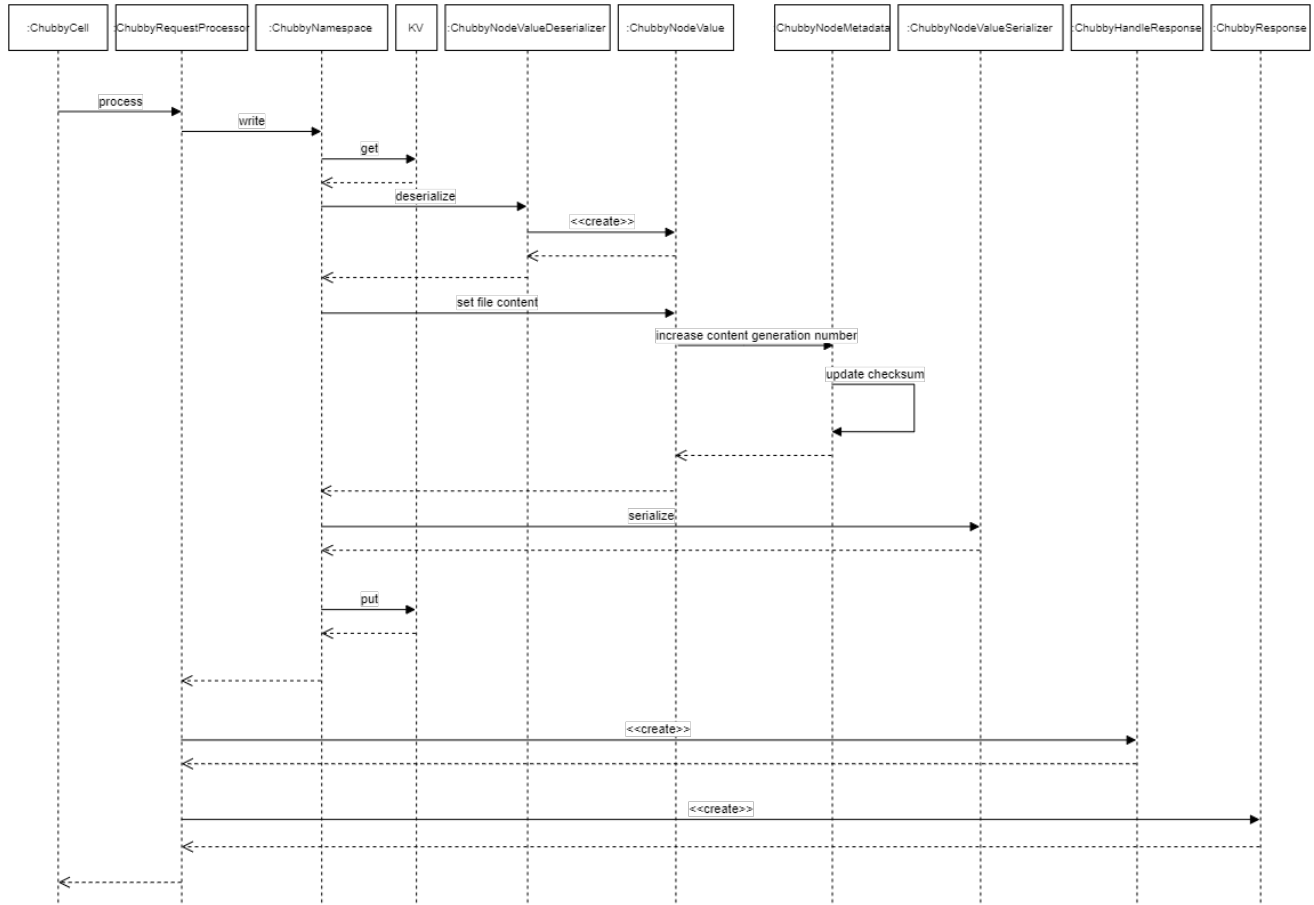 :ChubbyCell
:ChubbyRequestProcessor
:ChubbyNamespace
KV
:ChubbyNodeValueDeserializer
:ChubbyNodeValue
:ChubbyNodeMetadata
:ChubbyNodeValueSerializer
:ChubbyHandleResponse
:ChubbyResponse
process
write
get
deserialize
<<create>>
set file content
increase content generation number
update checksum
serialize
put
<<create>>
<<create>>